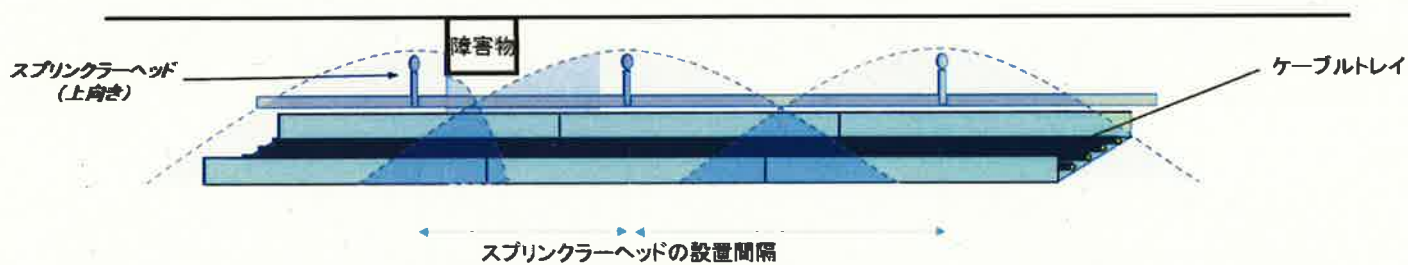 障害物
スプリンクラーヘッド
(上向き)
ケーブルトレイ
スプリンクラーヘッドの設置間隔